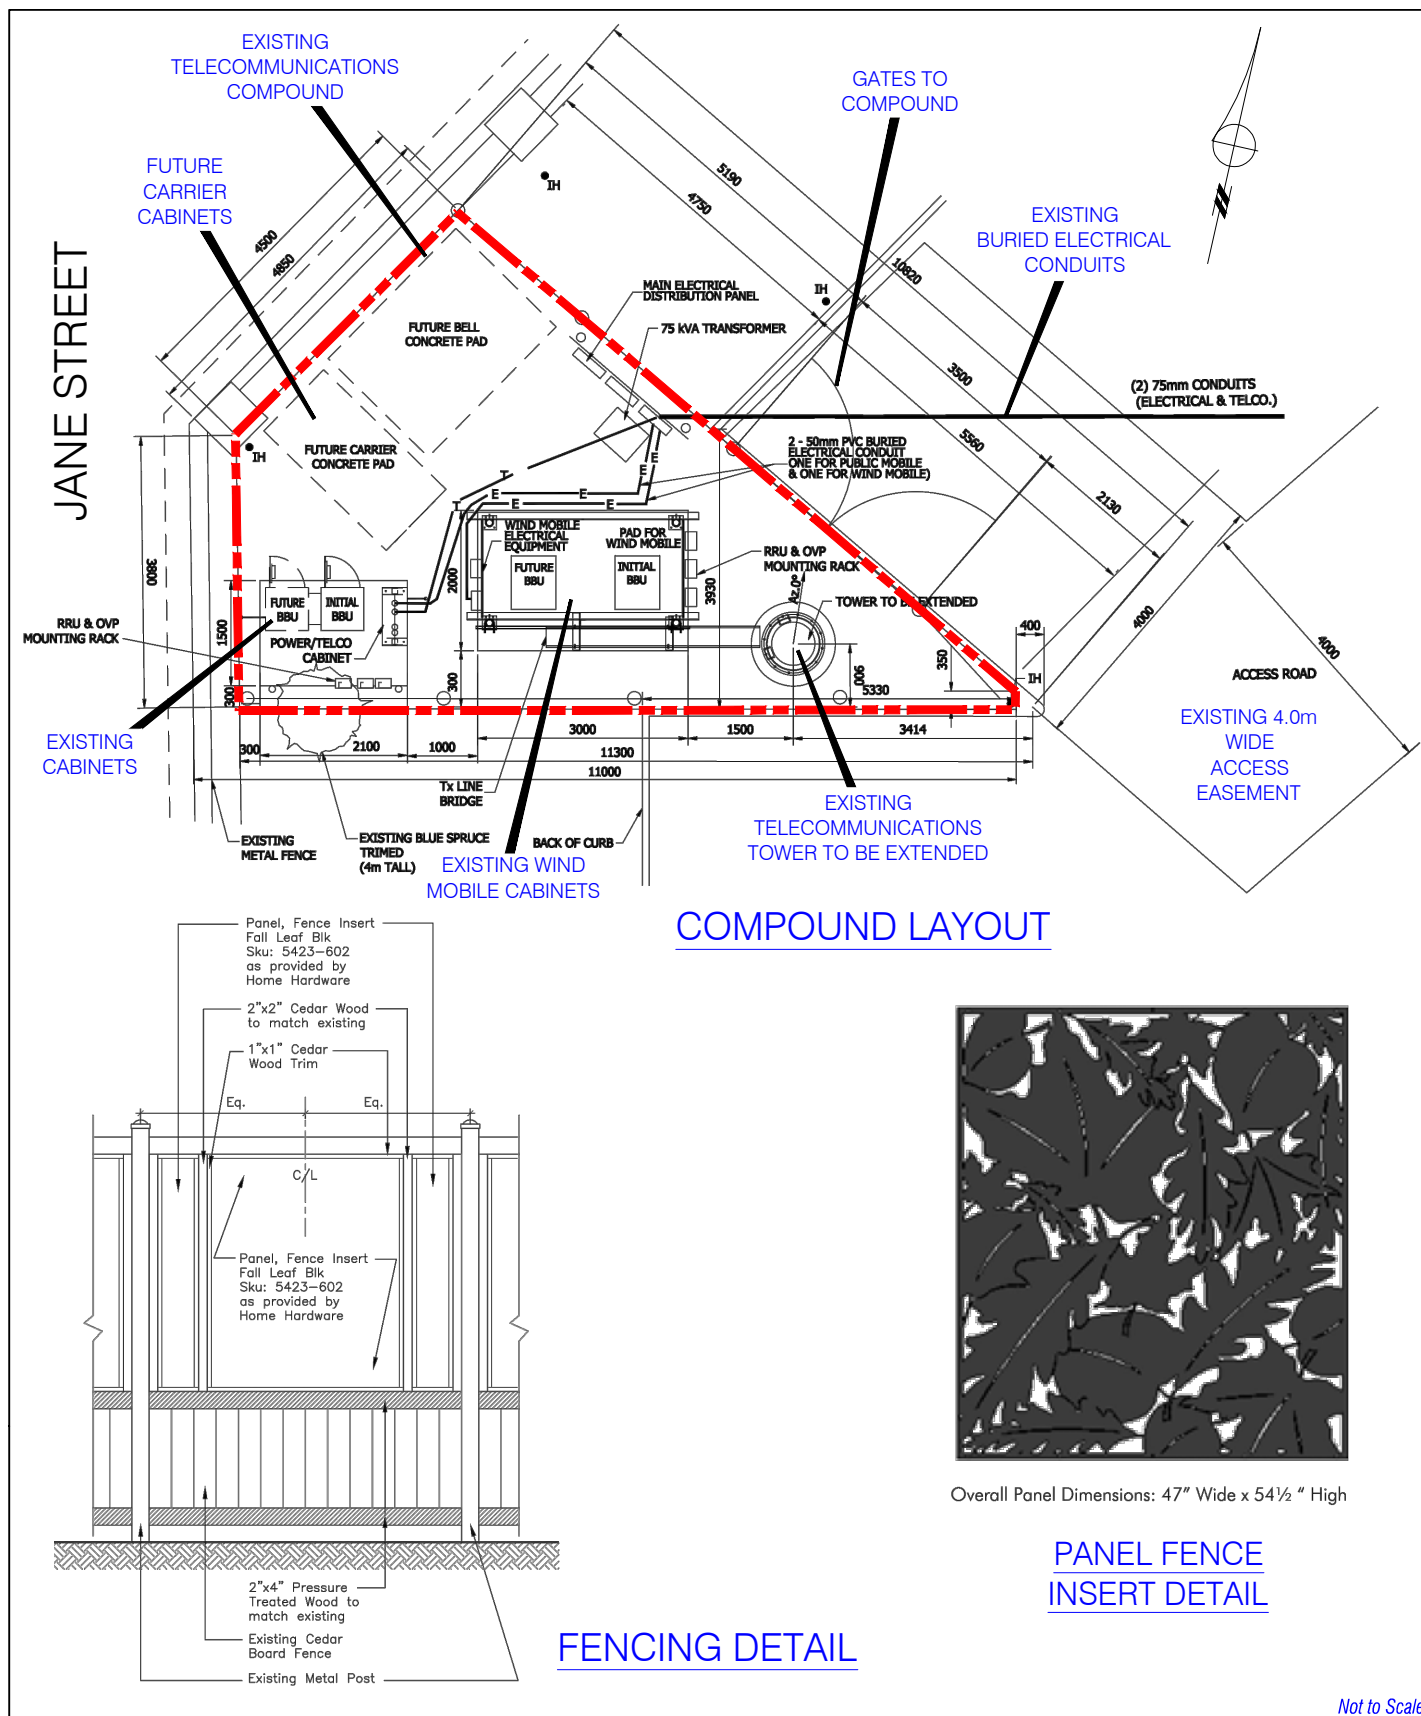 EXISTING
TELECOMMUNICATIONS
COMPOUND
GATES TO
COMPOUND
FUTURE
CARRIER
CABINETS
EXISTING
BURIED ELECTRICAL
CONDUITS
JANE STREET
N
IH
5190
4750
4500
4850
10820
IH
MAIN ELECTRICAL
DISTRIBUTION PANEL
75 kVA TRANSFORMER
FUTURE BELL
CONCRETE PAD
3500
(2) 75mm CONDUITS
(ELECTRICAL & TELCO.)
5560
2130
IH
FUTURE CARRIER
CONCRETE PAD
2 - 50mm PVC BURIED
ELECTRICAL CONDUIT
ONE FOR PUBLIC MOBILE
& ONE FOR WIND MOBILE)
T
T
E
E
E
E
E
E
WIND MOBILE
ELECTRICAL
EQUIPMENT
PAD FOR
WIND MOBILE
FUTURE
BBU
INITIAL
BBU
RRU & OVP
MOUNTING RACK
2000
3930
3800
Az.0°
TOWER TO BE EXTENDED
FUTURE
BBU
INITIAL
BBU
POWER/TELCO
CABINET
RRU & OVP
MOUNTING RACK
1500
300
300
900
350
400
4000
4000
IH
5330
ACCESS ROAD
EXISTING 4.0m
WIDE
ACCESS
EASEMENT
EXISTING
CABINETS
300
2100
1000
3000
1500
3414
11300
11000
Tx LINE
BRIDGE
EXISTING
METAL FENCE
EXISTING BLUE SPRUCE
TRIMED
(4m TALL)
BACK OF CURB
EXISTING WIND
MOBILE CABINETS
EXISTING
TELECOMMUNICATIONS
TOWER TO BE EXTENDED
COMPOUND LAYOUT
Panel, Fence Insert
Fall Leaf Blk
Sku: 5423-602
as provided by
Home Hardware
2"x2" Cedar Wood
to match existing
1"x1" Cedar
Wood Trim
Eq.
Eq.
C/L
Panel, Fence Insert
Fall Leaf Blk
Sku: 5423-602
as provided by
Home Hardware
2"x4" Pressure
Treated Wood to
match existing
Existing Cedar
Board Fence
Existing Metal Post
FENCING DETAIL
Overall Panel Dimensions: 47" Wide x 54½ " High
PANEL FENCE
INSERT DETAIL
Not to Scale